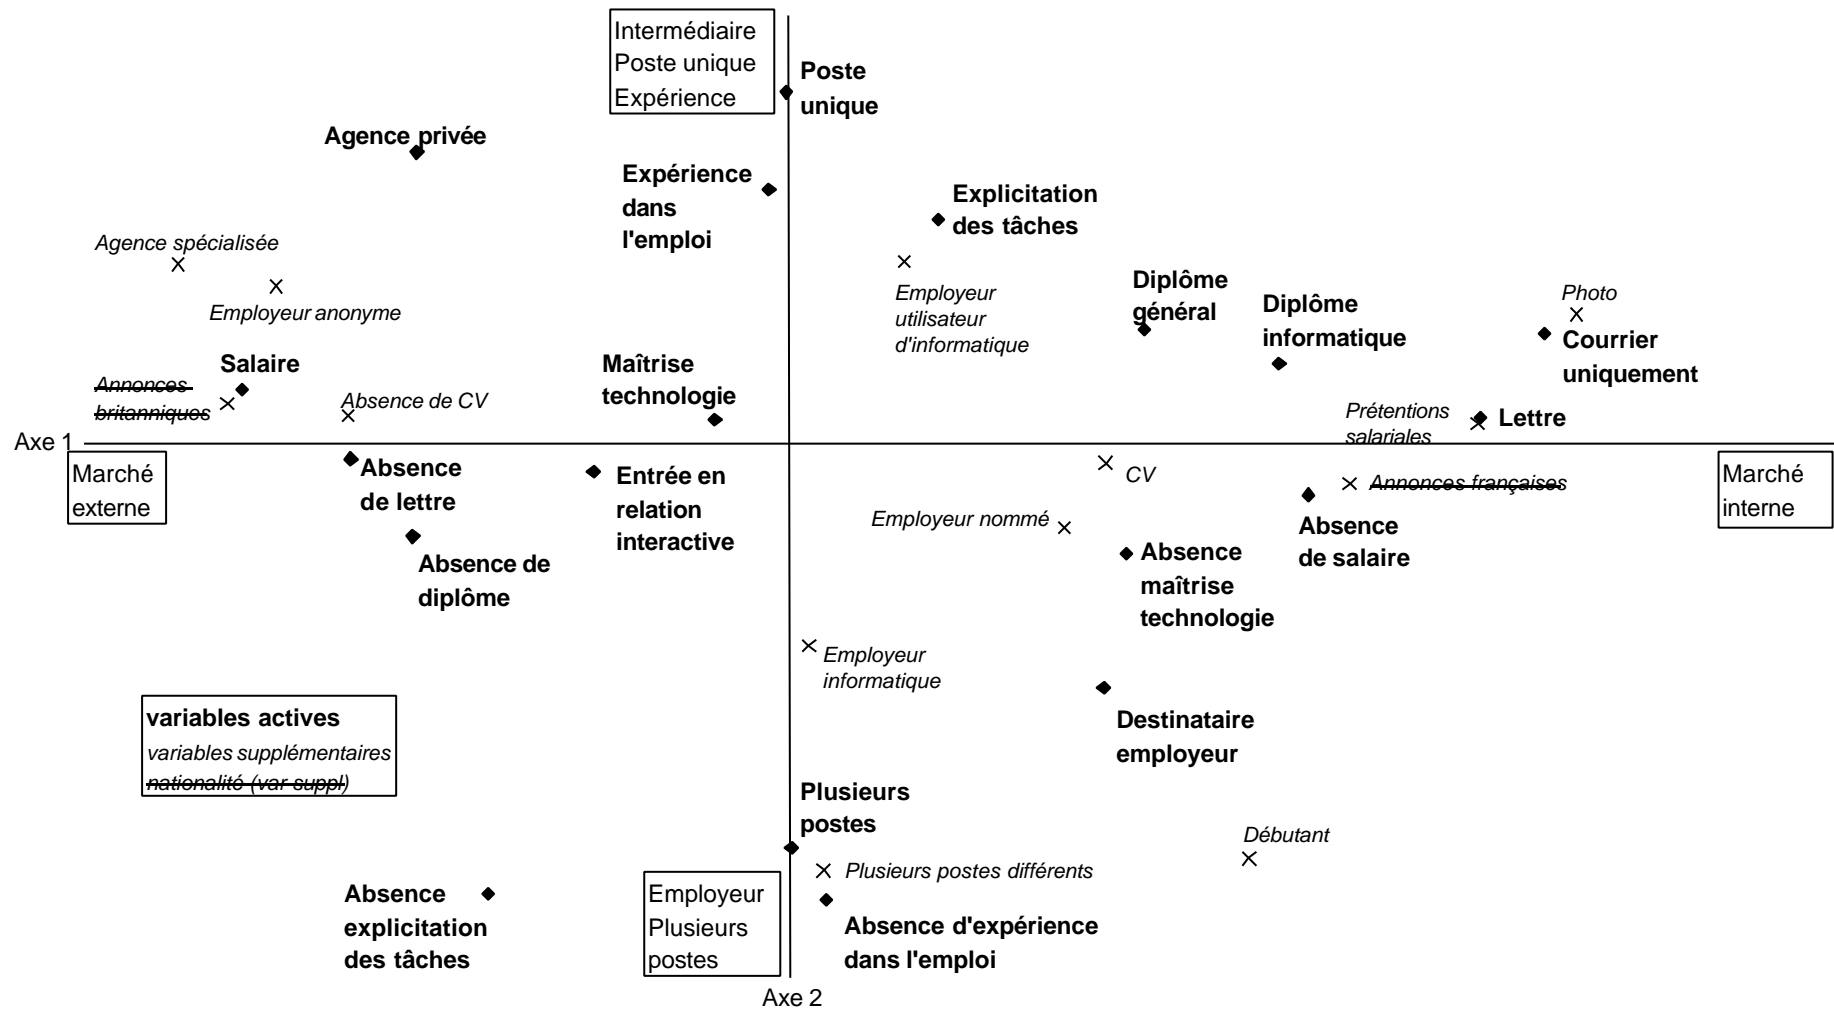 Intermédiaire
Poste unique
Expérience
Poste
unique
Agence privée
Expérience
dans
l'emploi
Explicitation
des tâches
Agence spécialisée
Employeur anonyme
Employeur
utilisateur
d'informatique
Diplôme
général
Diplôme
informatique
Photo
Courrier
uniquement
Salaire
Annonces
britanniques
Absence de CV
Maîtrise
technologie
Prétentions
salariales
Lettre
Axe 1
Marché
externe
Absence
de lettre
Entrée en
relation
interactive
CV
Annonces françaises
Marché
interne
Employeur nommé
Absence
de salaire
Absence de
diplôme
Absence
maîtrise
technologie
Employeur
informatique
variables actives
variables supplémentaires
nationalité (var suppl)
Destinataire
employeur
Plusieurs
postes
Débutant
Plusieurs postes différents
Absence
explicitation
des tâches
Employeur
Plusieurs
postes
Absence d'expérience
dans l'emploi
Axe 2